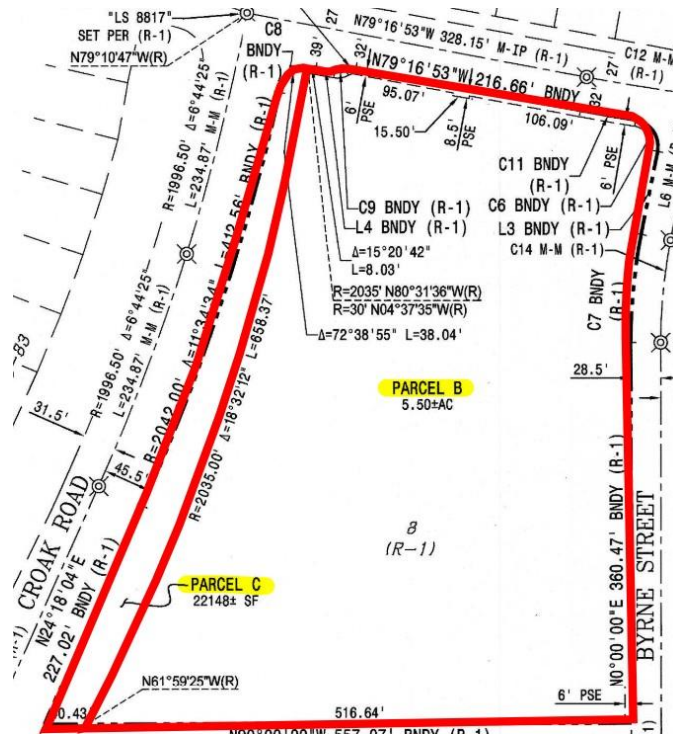 "LS 8817"
SET PER (R-1)
N79°10'47"W(R)
C8
BNDY
(R-1)
39'
32'
27'
N79°16'53"W 328.15' M-IP (R-1)
C12 M-M
(R-1)
N79°16'53"W 216.66' BNDY
27'
32'
6'
PSE
95.07'
15.50'
8.5'
PSE
106.09'
C11 BNDY
(R-1)
6' PSE
C6 BNDY (R-1)
L3 BNDY (R-1)
C14 M-M (R-1)
L6 M-M
C9 BNDY (R-1)
L4 BNDY (R-1)
Δ=15°20'42"
L=8.03'
R=2035' N80°31'36"W(R)
R=30' N04°37'35"W(R)
Δ=72°38'55" L=38.04'
R=1996.50' Δ=6°44'25"
L=234.87' M-M (R-1)
R=1996.50' Δ=6°44'25"
L=234.87' M-M (R-1)
R=2042.00' Δ=11°34'34" L=412.56' BNDY (R-1)
R=2035.00' Δ=18°32'12" L=658.37'
C7 BNDY
(R-1)
28.5'
PARCEL B
5.50±AC
31.5'
45.5'
8
(R-1)
CROAK ROAD
N24°18'04"E
227.02' BNDY (R-1)
PARCEL C
22148± SF
N0°00'00"E 360.47' BNDY (R-1)
BYRNE STREET
N61°59'25"W(R)
6' PSE
516.64'